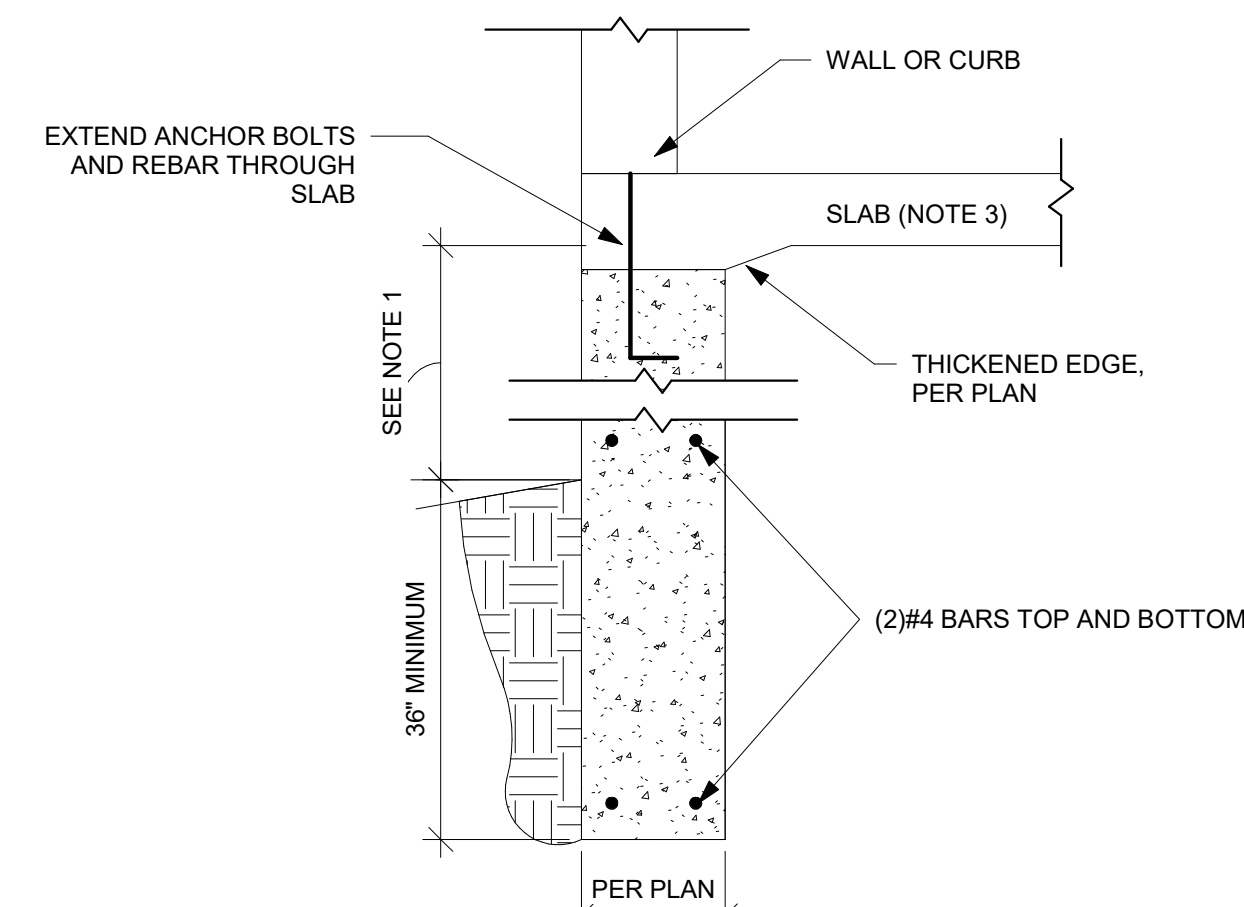 WALL OR CURB
EXTEND ANCHOR BOLTS
AND REBAR THROUGH
SLAB
SLAB (NOTE 3)
SEE NOTE 1
THICKENED EDGE,
PER PLAN
36" MINIMUM
(2)#4 BARS TOP AND BOTTOM
PER PLAN